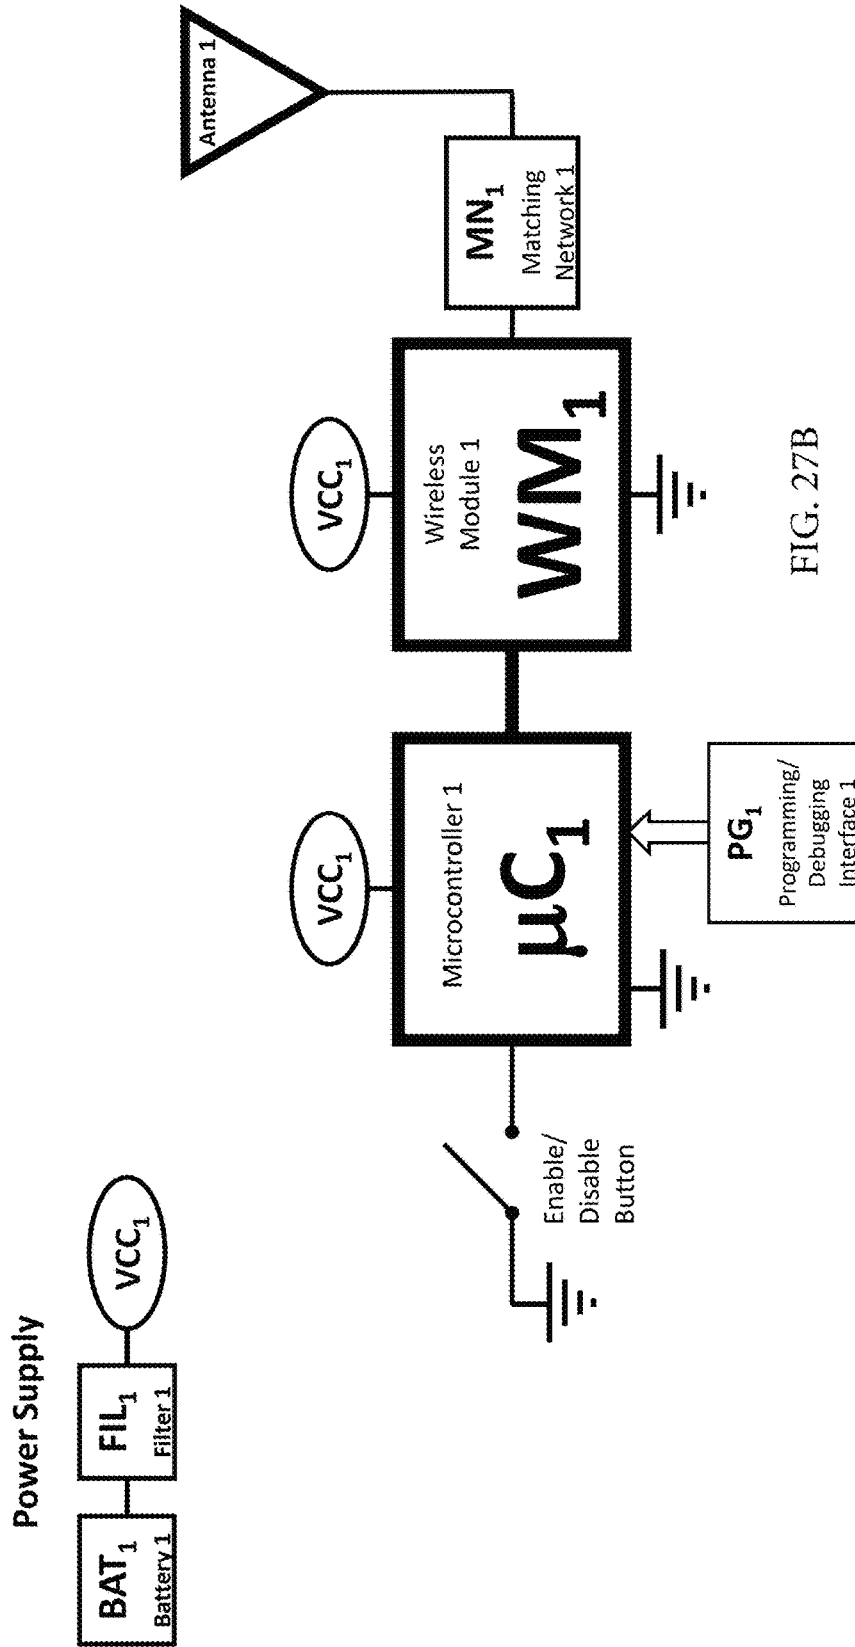 Power Supply
BAT1
Battery 1
FIL1
Filter 1
VCC1
Enable/
Disable
Button
VCC1
Microcontroller 1
µC1
PG1
Programming/
Debugging
Interface 1
VCC1
Wireless
Module 1
WM1
MN1
Matching
Network 1
Antenna 1
FIG. 27B